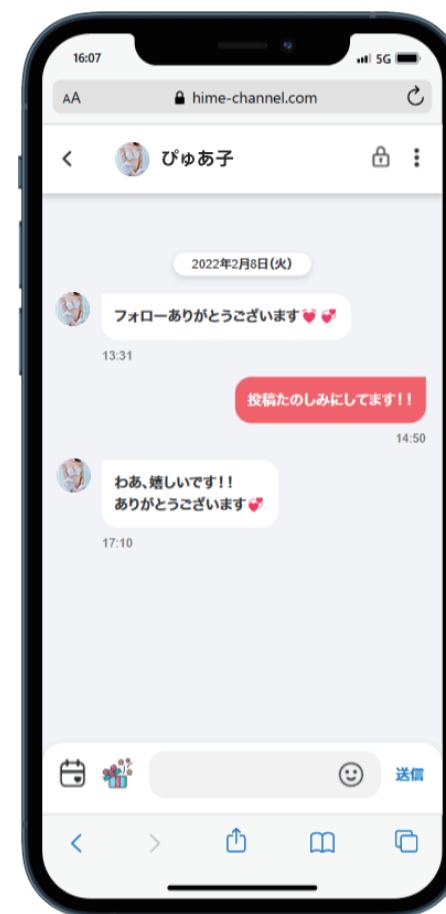 16:07
5G
AA hime-channel.com
ぴゅあ子
2022年2月8日(火)
フォローありがとうございます💓💞
13:31
投稿たのしみにしてます!!
14:50
わあ、嬉しいです!!
ありがとうございます💞
17:10
送信